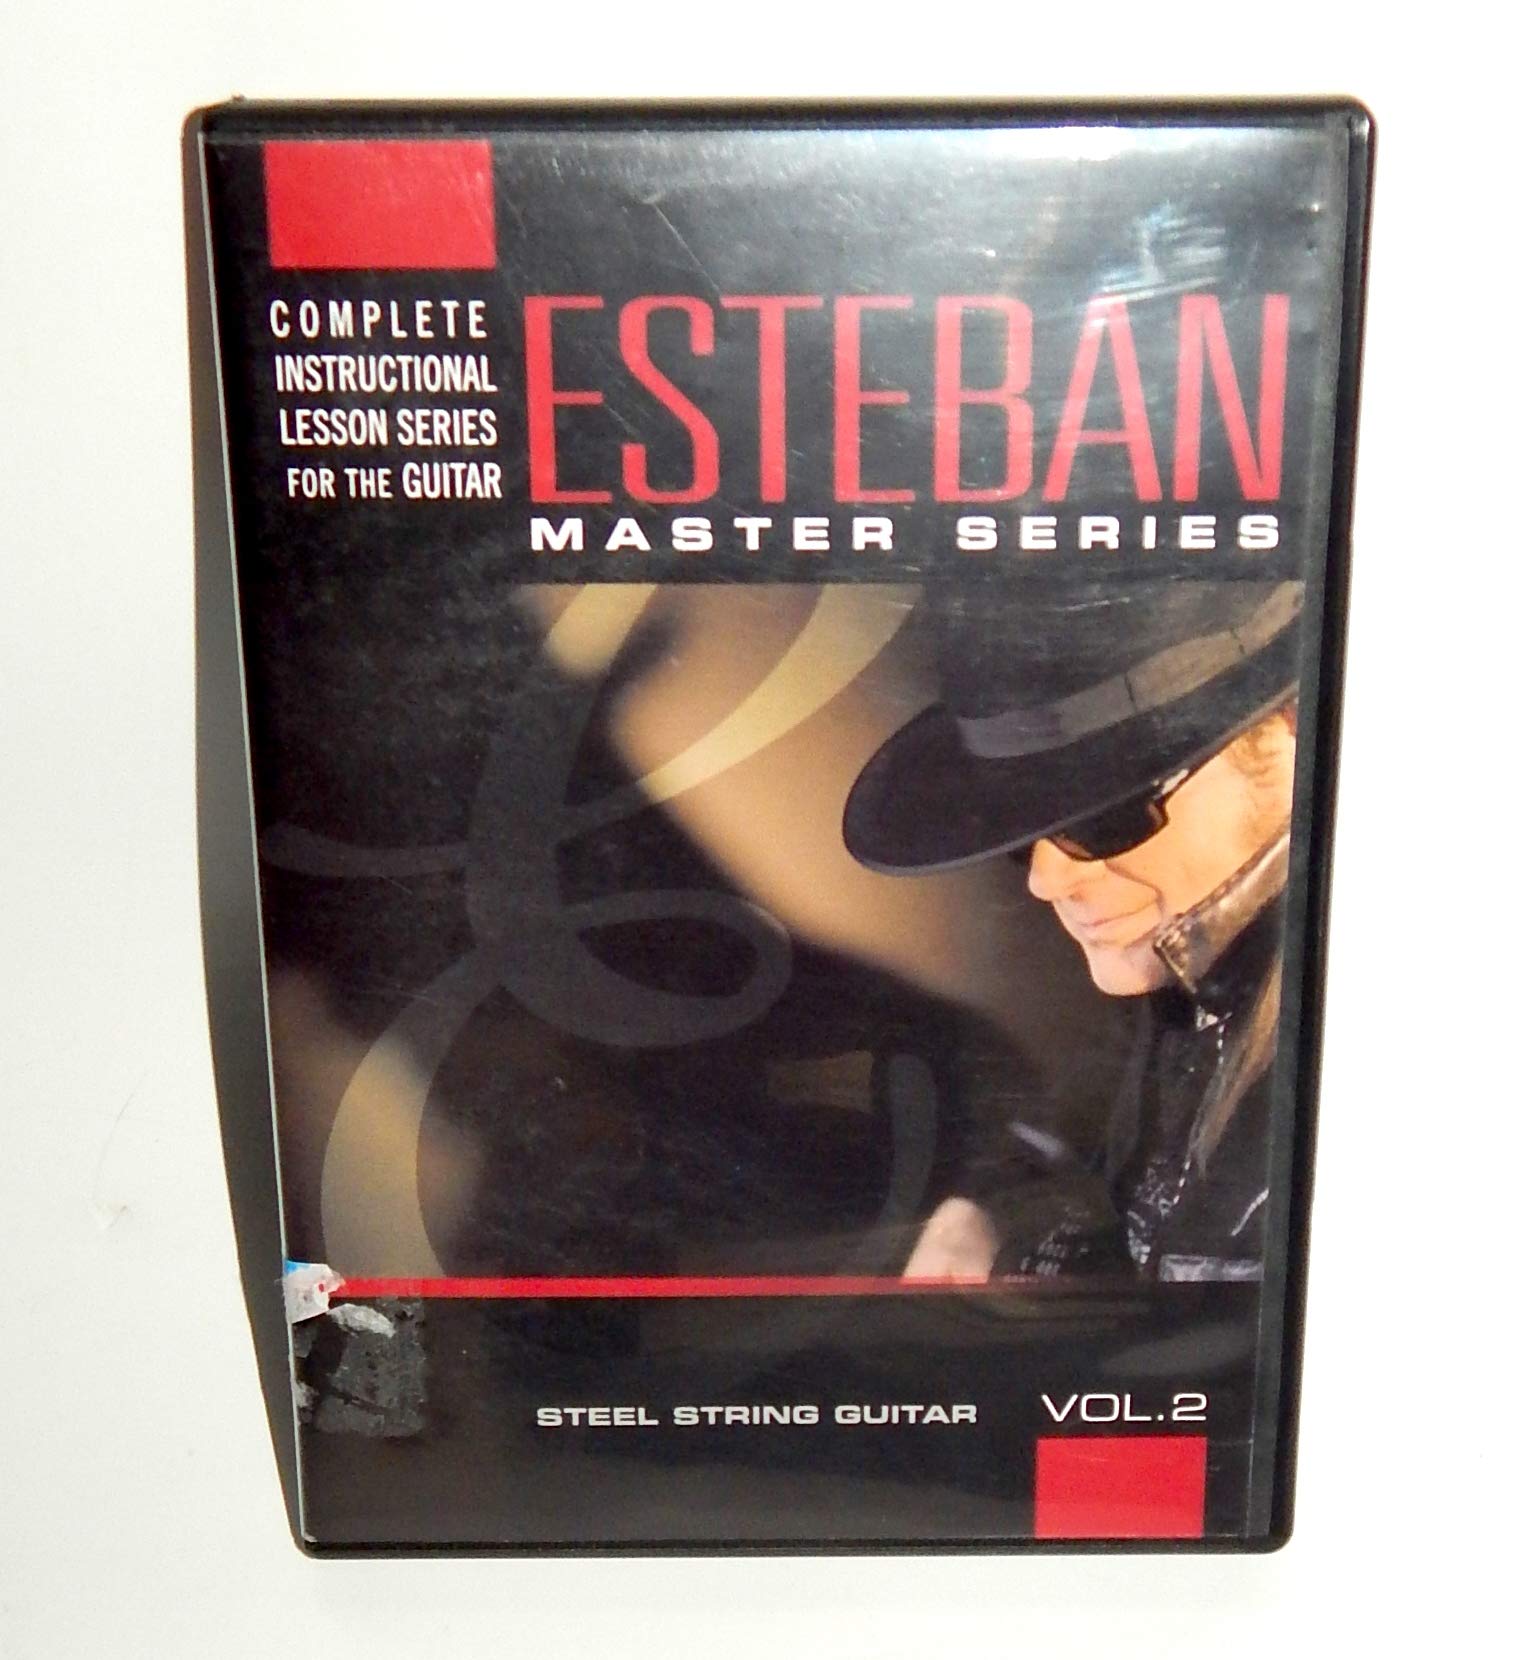 COMPLETE
INSTRUCTIONAL
LESSON SERIES
FOR THE GUITAR
ESTEBAN
MASTER SERIES
STEEL STRING GUITAR
VOL.2